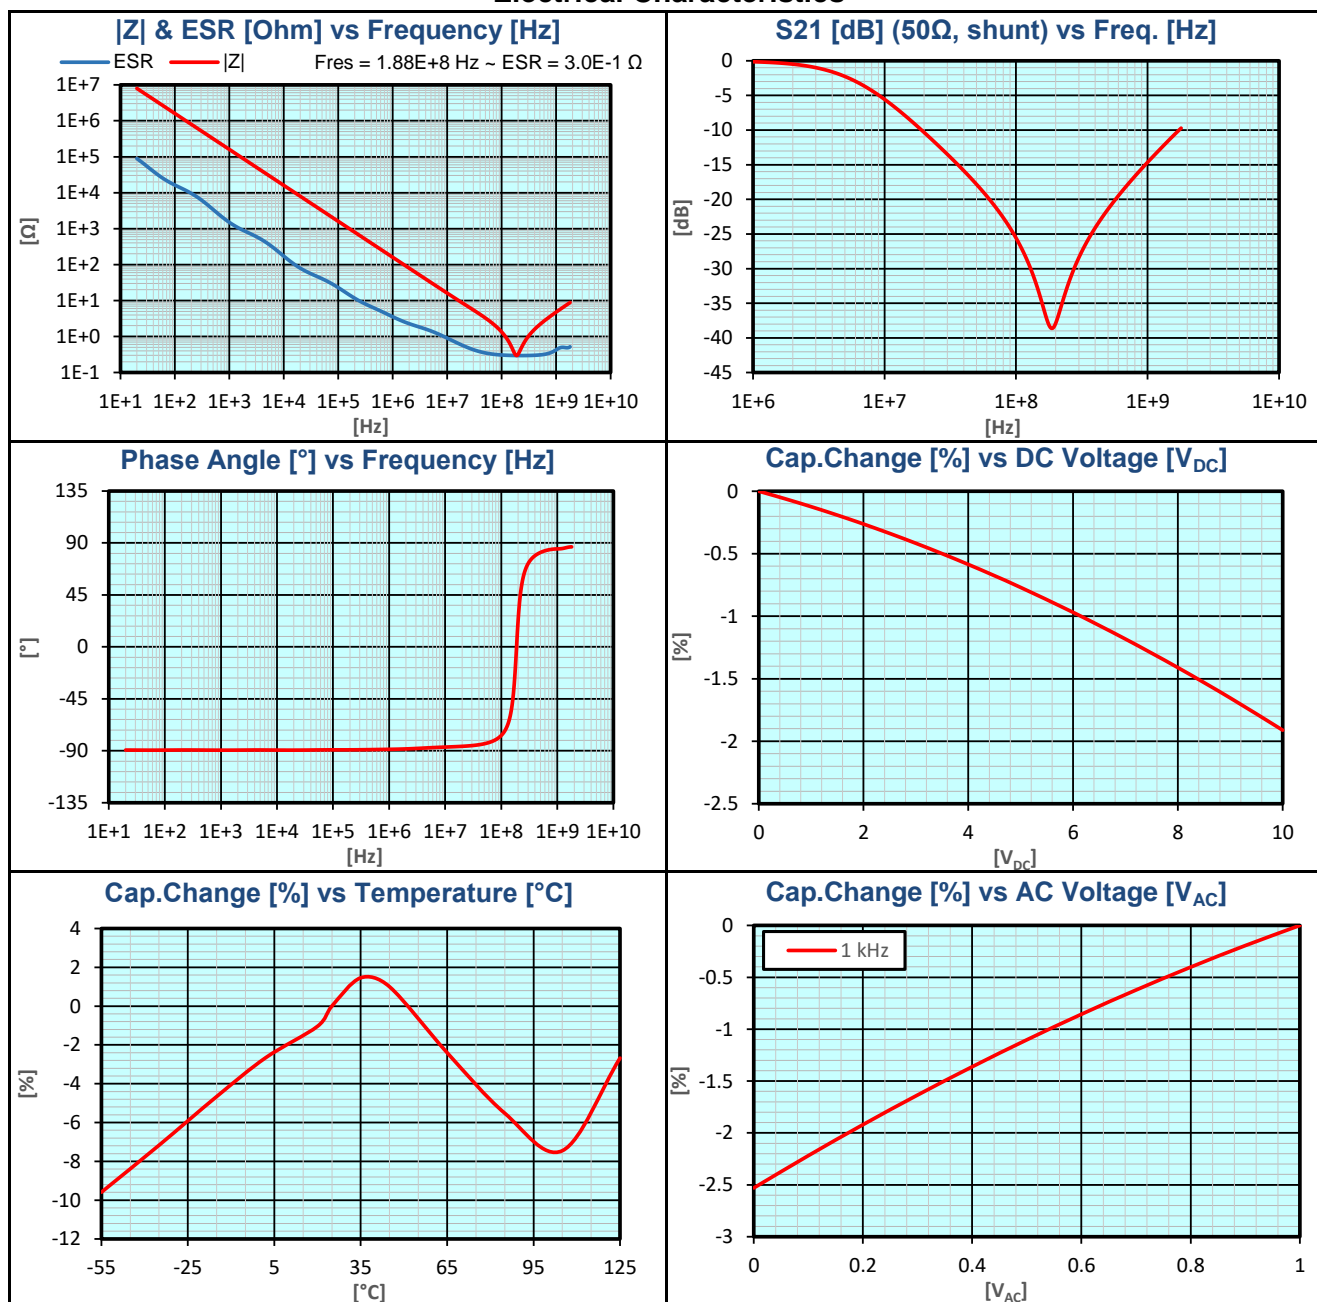 Electrical Characteristics
|Z| & ESR [Ohm] vs Frequency [Hz]
ESR |Z| Fres = 1.88E+8 Hz ~ ESR = 3.0E-1 Ω
1E+7
1E+6
1E+5
1E+4
1E+3
1E+2
1E+1
1E+0
1E-1
[Ω]
1E+1 1E+2 1E+3 1E+4 1E+5 1E+6 1E+7 1E+8 1E+9 1E+10
[Hz]
S21 [dB] (50Ω, shunt) vs Freq. [Hz]
0
-5
-10
-15
-20
-25
-30
-35
-40
-45
[dB]
1E+6 1E+7 1E+8 1E+9 1E+10
[Hz]
Phase Angle [°] vs Frequency [Hz]
135
90
45
0
-45
-90
-135
[°]
1E+1 1E+2 1E+3 1E+4 1E+5 1E+6 1E+7 1E+8 1E+9 1E+10
[Hz]
Cap.Change [%] vs DC Voltage [VDC]
0
-0.5
-1
-1.5
-2
-2.5
[%]
0 2 4 6 8 10
[VDC]
Cap.Change [%] vs Temperature [°C]
4
2
0
-2
-4
-6
-8
-10
-12
[%]
-55 -25 5 35 65 95 125
[°C]
Cap.Change [%] vs AC Voltage [VAC]
1 kHz
0
-0.5
-1
-1.5
-2
-2.5
-3
[%]
0 0.2 0.4 0.6 0.8 1
[VAC]